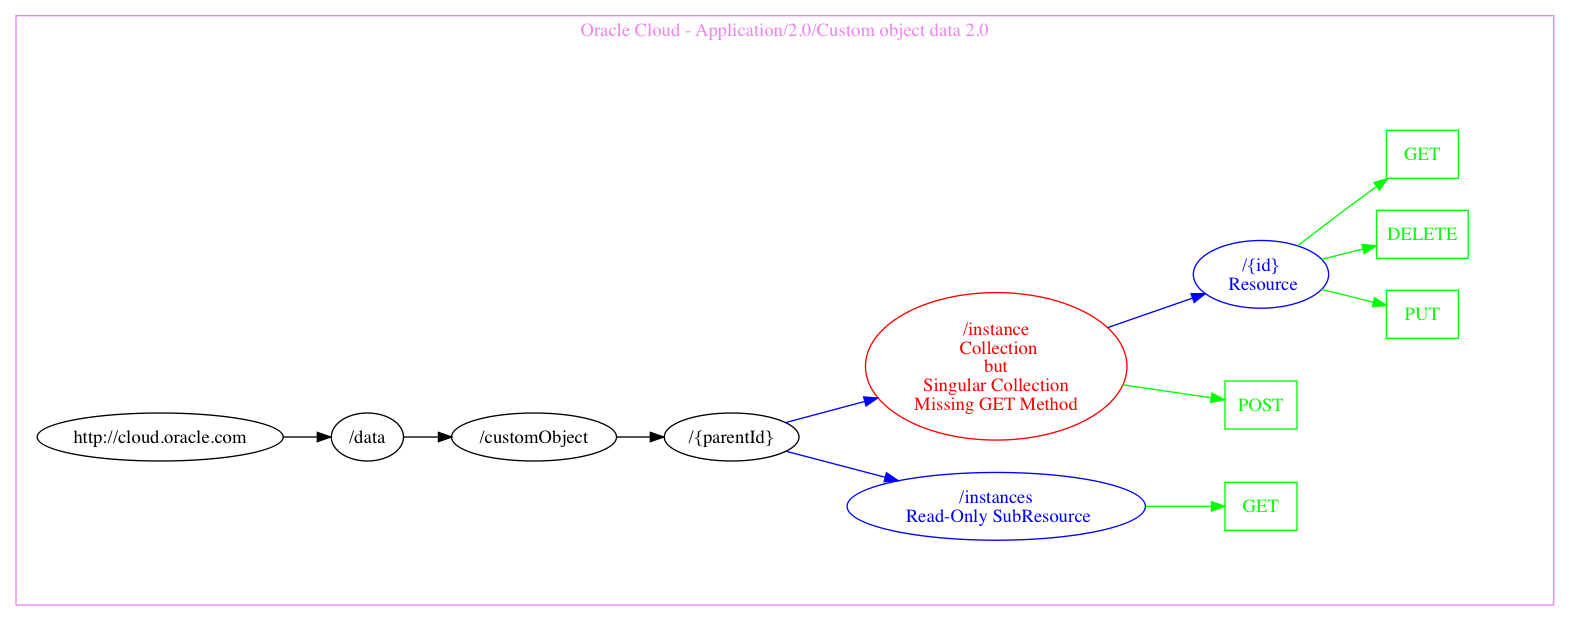 Oracle Cloud - Application/2.0/Custom object data 2.0
http://cloud.oracle.com
/data
/customObject
/{parentId}
/instance
Collection
but
Singular Collection
Missing GET Method
/instances
Read-Only SubResource
/{id}
Resource
GET
DELETE
PUT
POST
GET